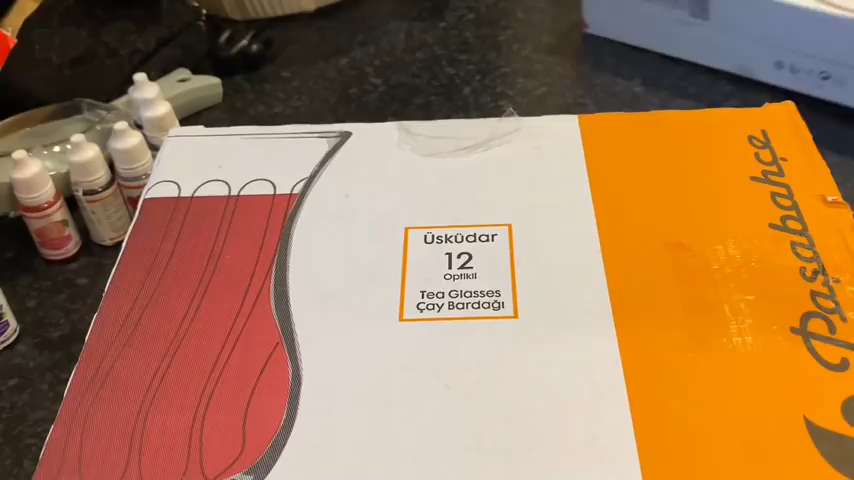 Üsküdar
12
Optikli
Tea Glasses
Çay Bardağı
Paşabahçe